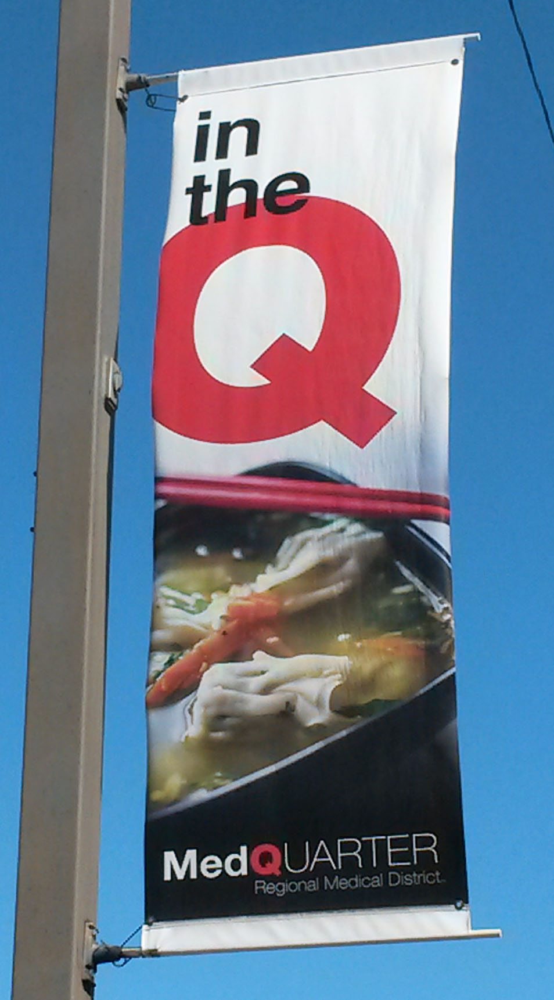 in
the
Q
MedQUARTER
Regional Medical District